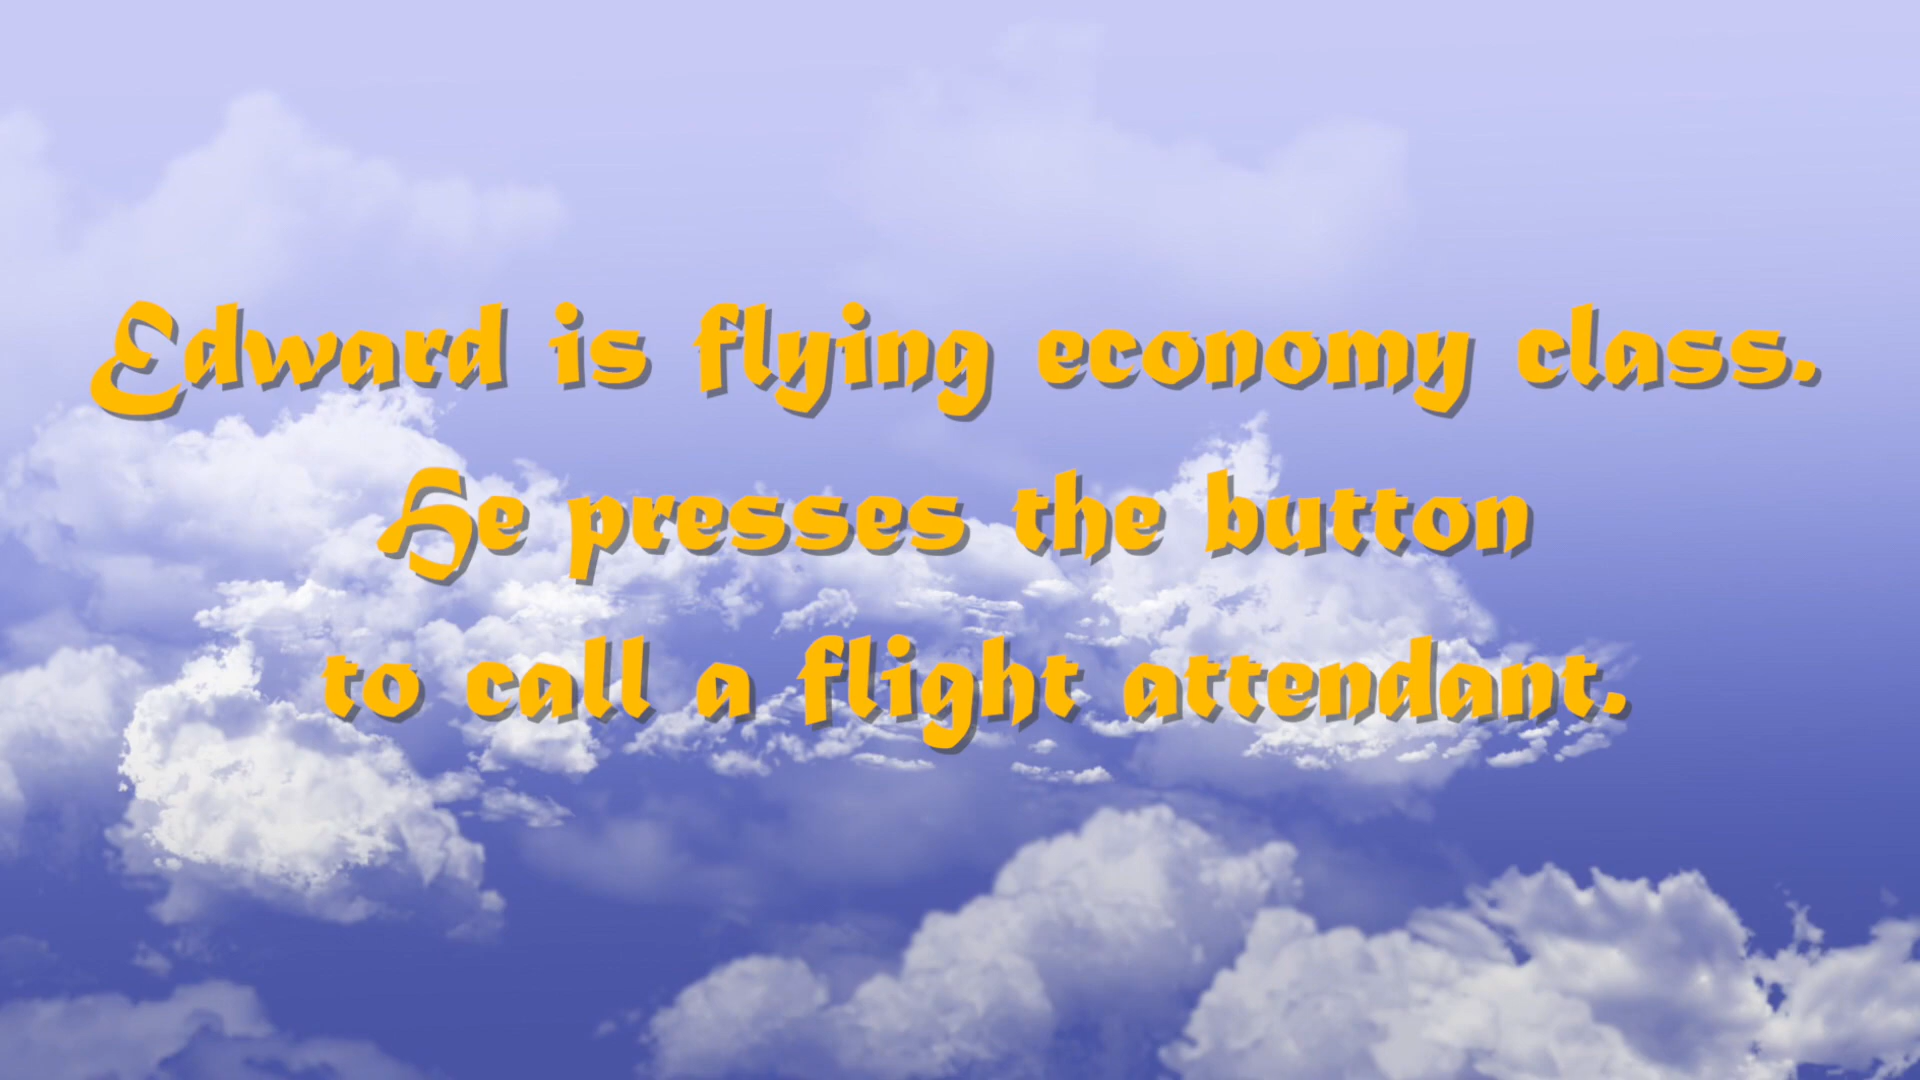 Edward is flying economy class.
He presses the button
to call a flight attendant.